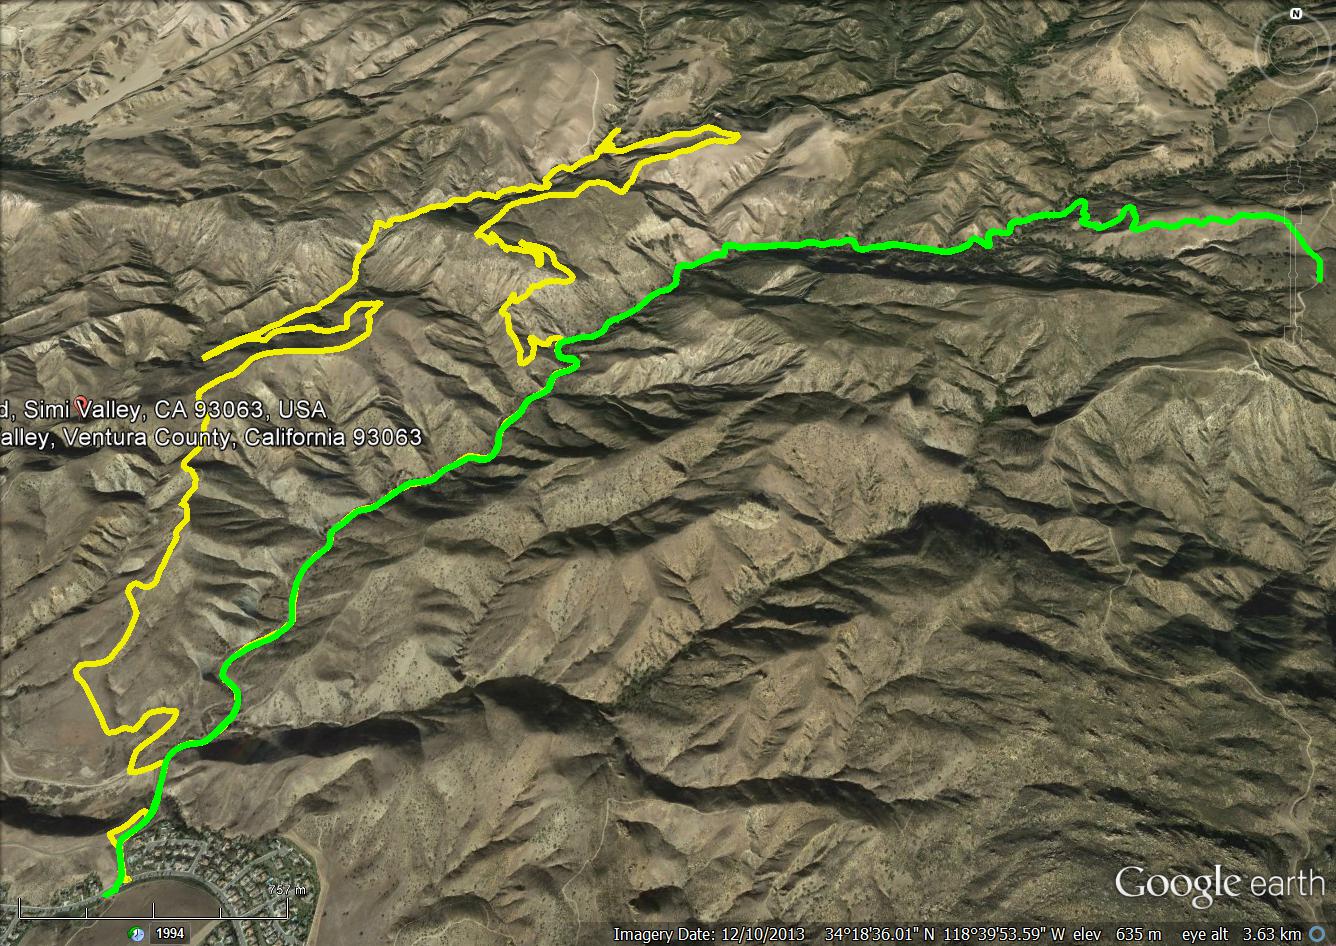 N
d, Simi Valley, CA 93063, USA
alley, Ventura County, California 93063
757 m
Google earth
1994
Imagery Date: 12/10/2013 34°18'36.01" N 118°39'53.59" W elev 635 m eye alt 3.63 km